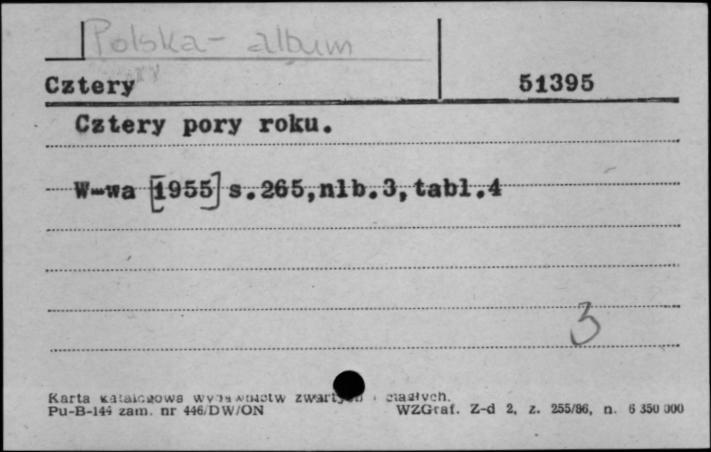 Polska - album
Cztery 51395
Cztery pory roku.
W-wa [1955] s.265,nlb.3,tabl.4
3
Karta katalogowa wydawnictw zwartych i ciągłych.
Pu-B-144 zam. nr 446/DW/ON WZGraf. Z-d 2, z. 255/86, n. 6 350 000